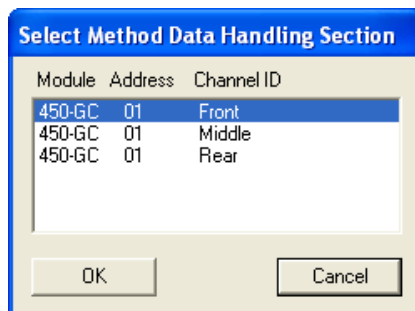 Select Method Data Handling Section
Module Address Channel ID
450-GC 01 Front
450-GC 01 Middle
450-GC 01 Rear
OK Cancel